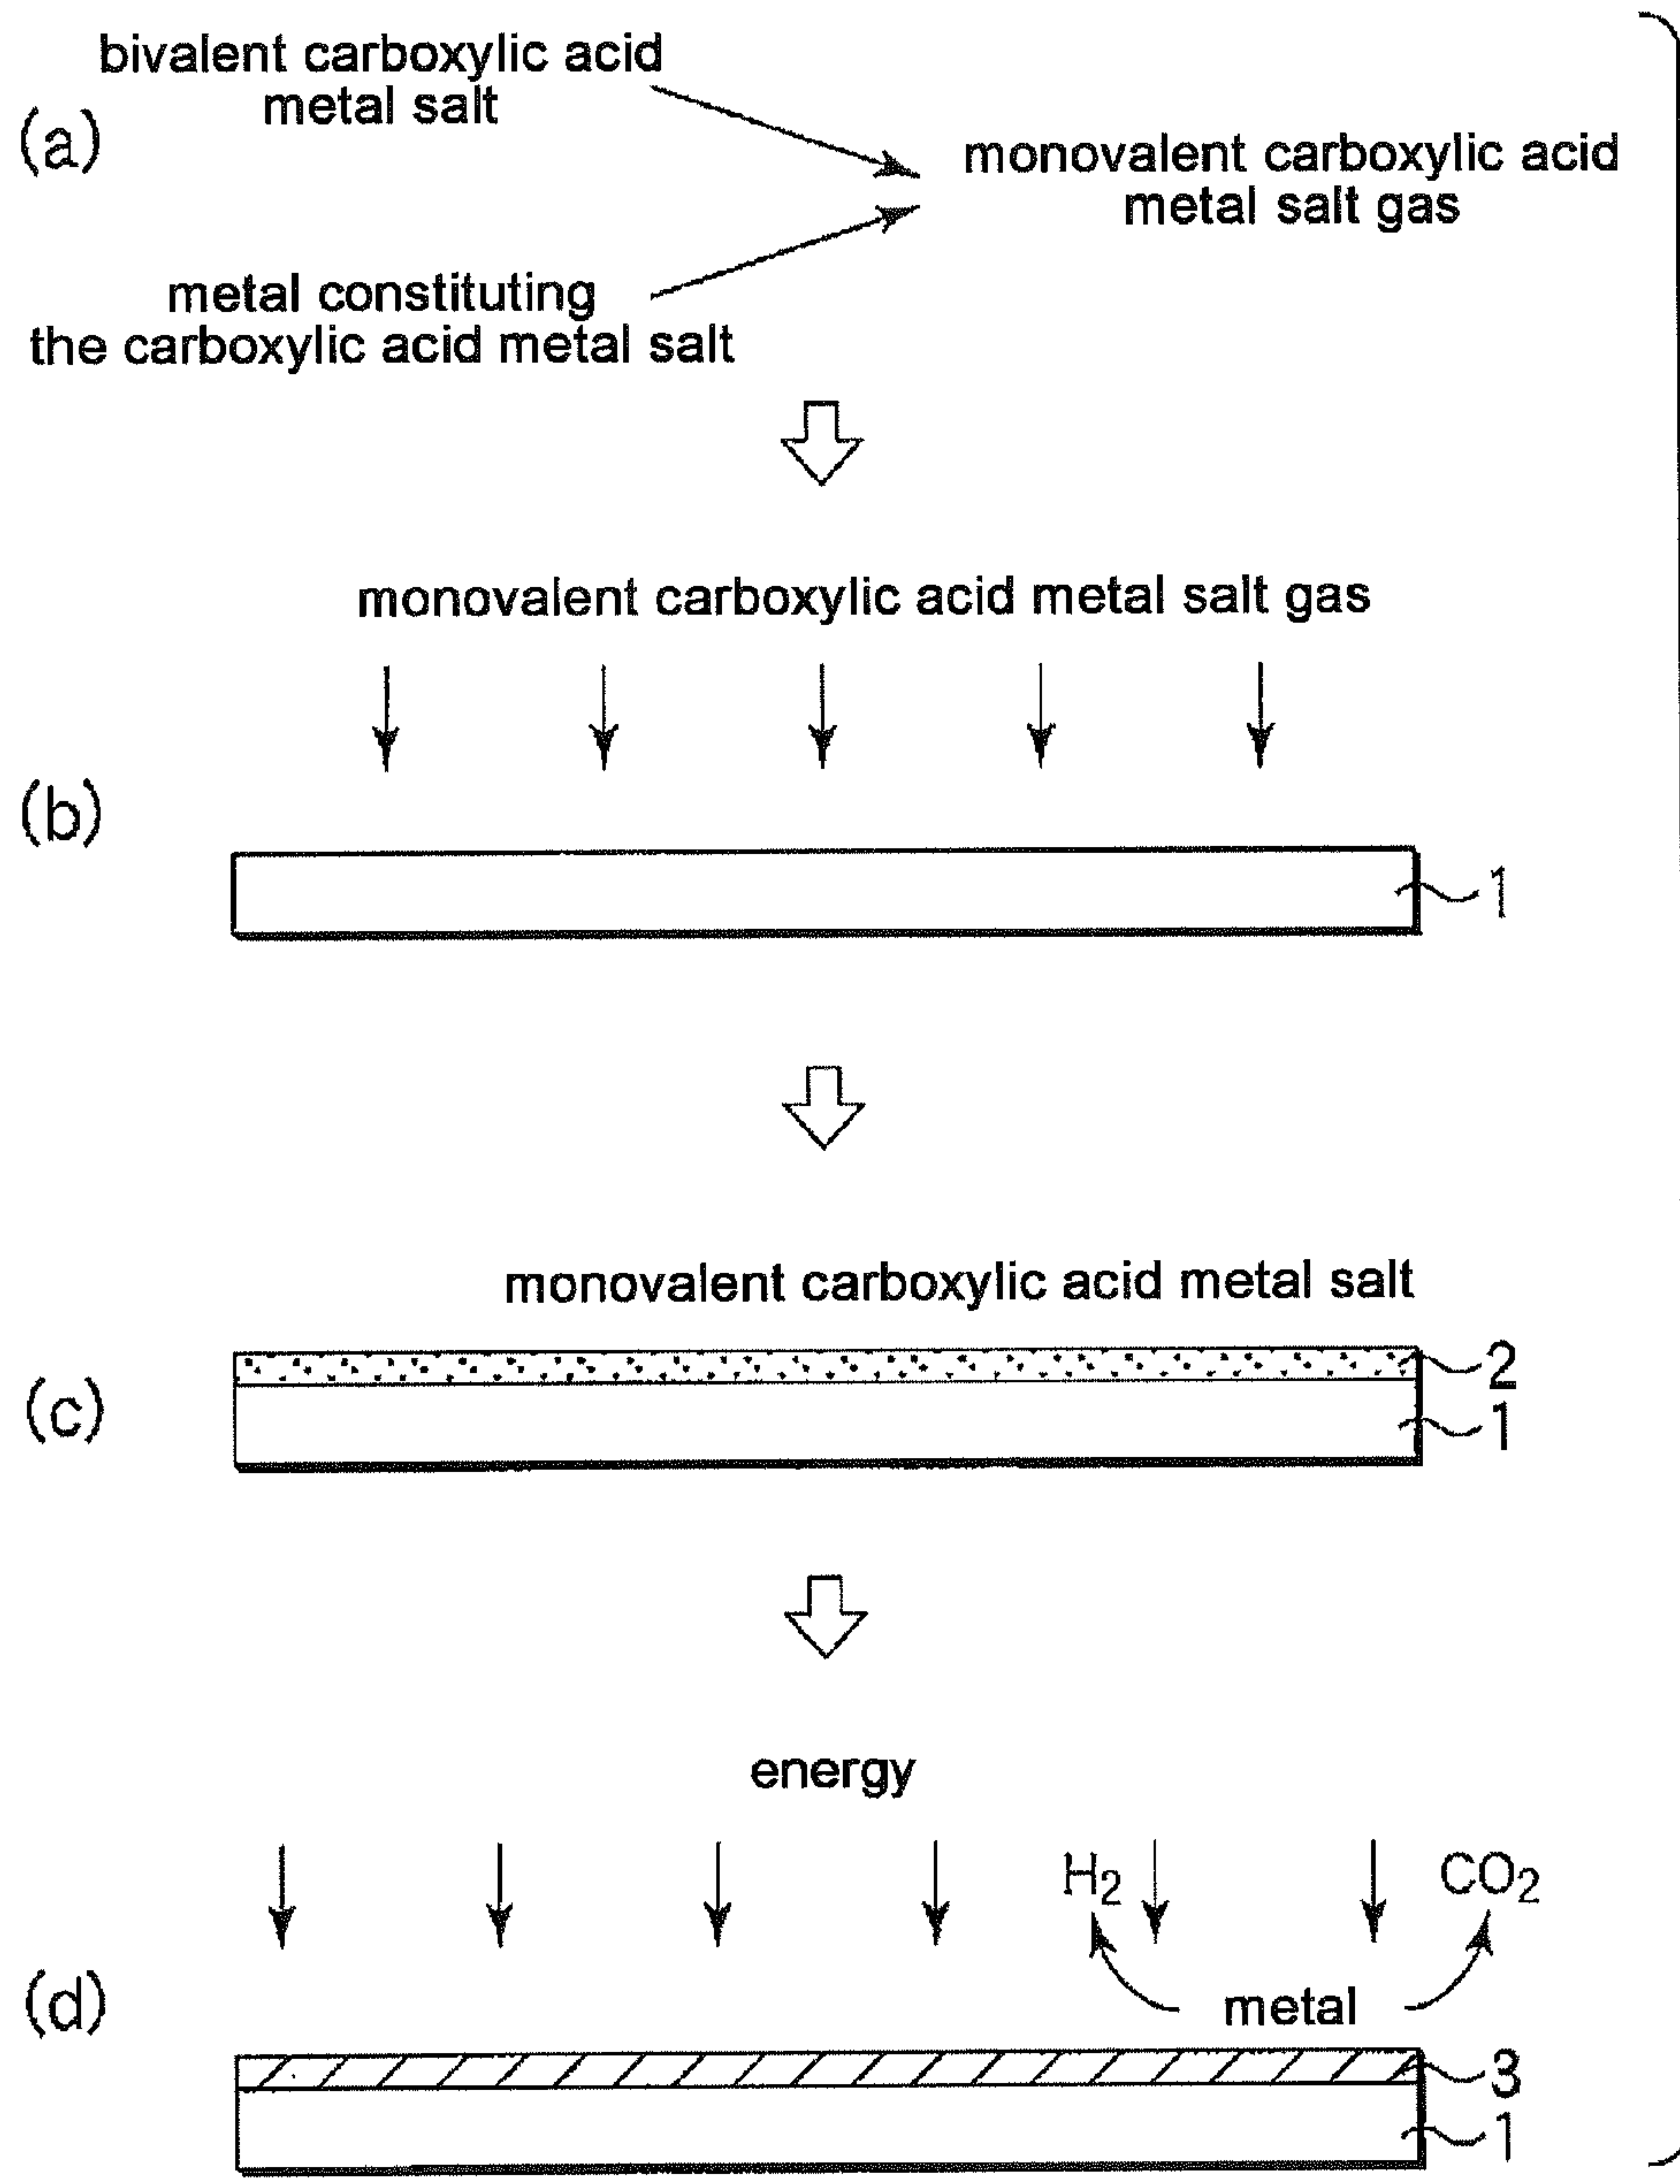 (a)
bivalent carboxylic acid
metal salt
monovalent carboxylic acid
metal salt gas
metal constituting
the carboxylic acid metal salt
monovalent carboxylic acid metal salt gas
(b)
1
monovalent carboxylic acid metal salt
(c)
2
1
energy
H2
CO2
(d)
metal
3
1